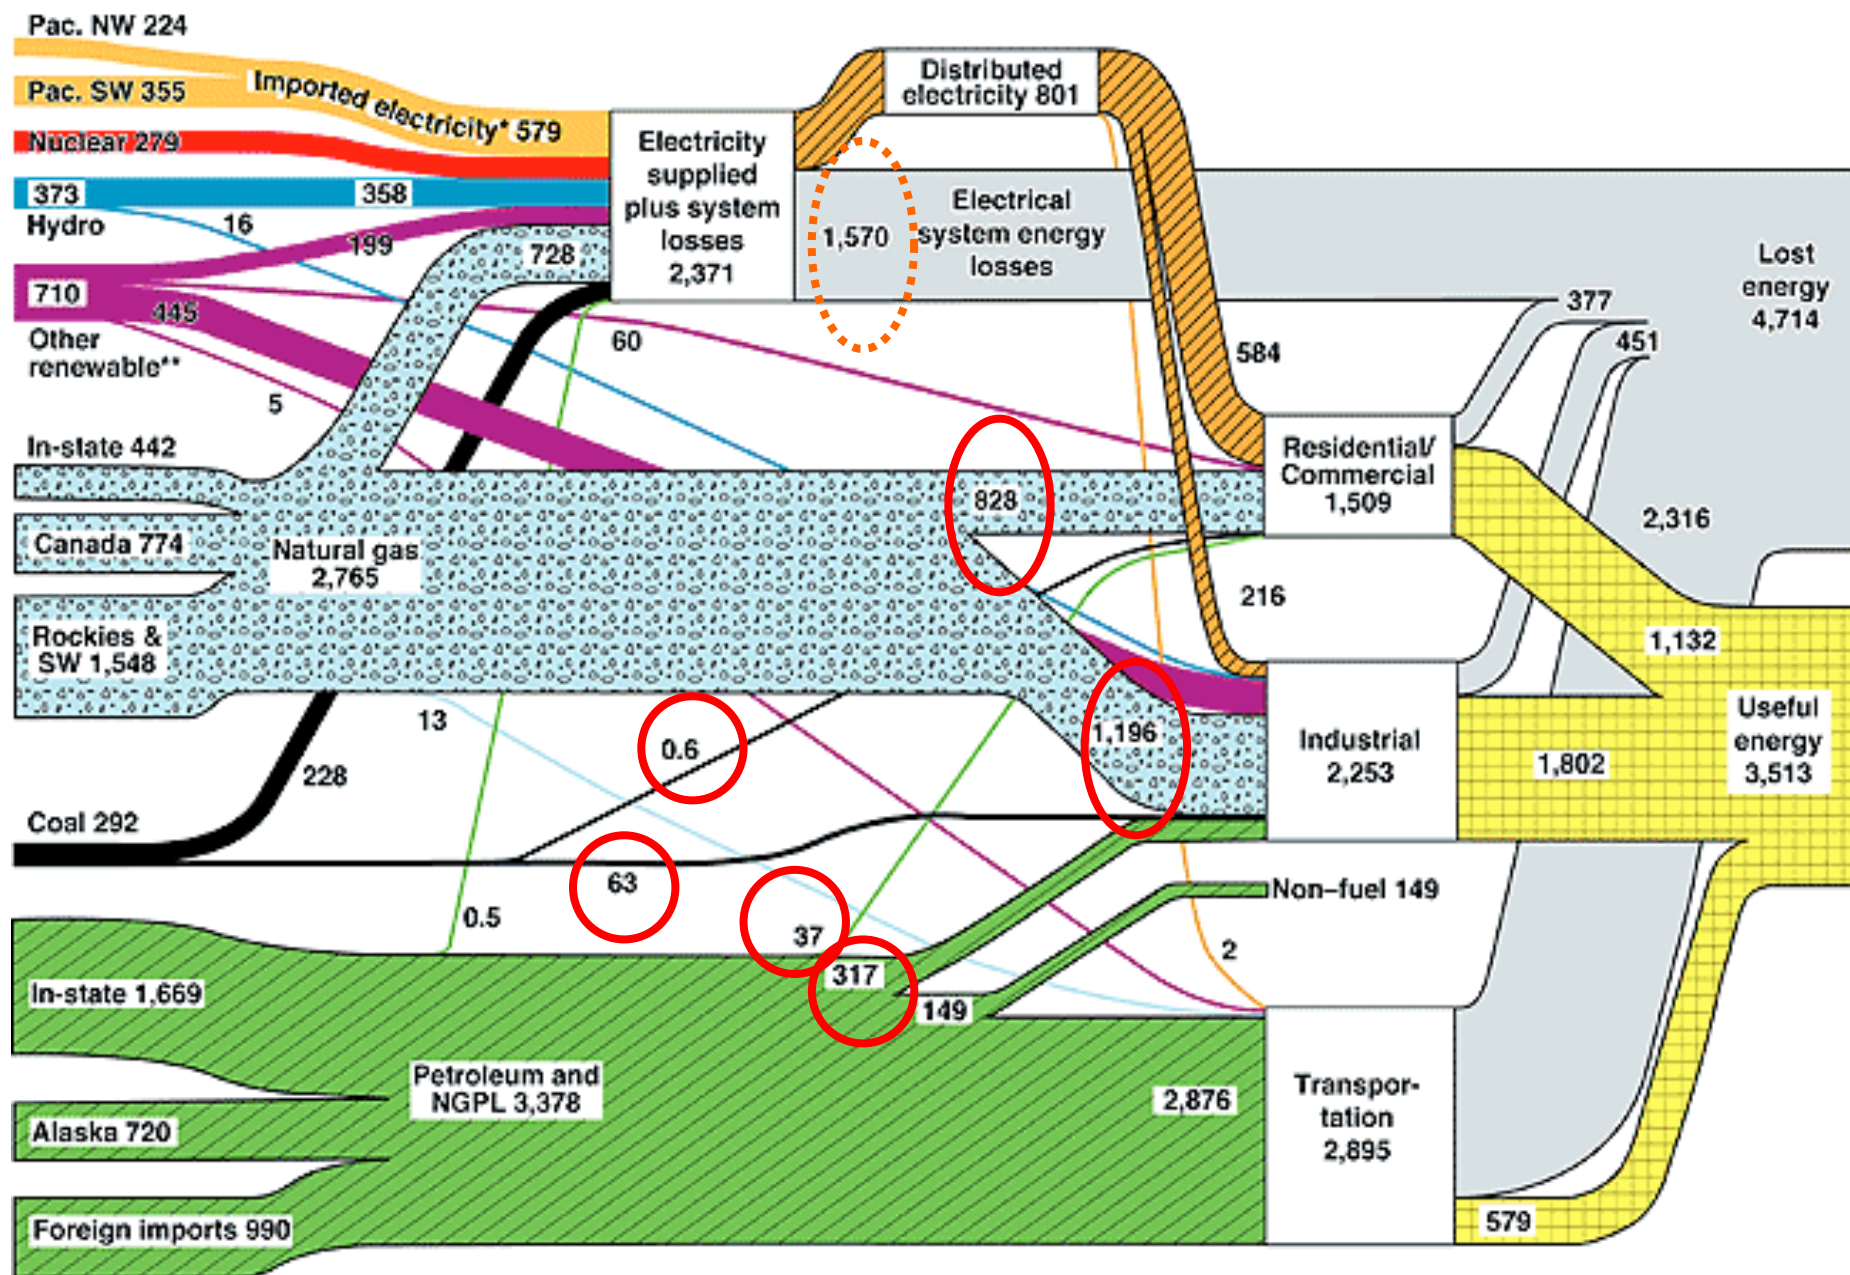 Pac. NW 224
Pac. SW 355
Imported electricity* 579
Nuclear 279
373
358
Hydro
16
199
710
445
Other
renewable**
60
5
728
Electricity
supplied
plus system
losses
2,371
Distributed
electricity 801
1,570
Electrical
system energy
losses
Lost
energy
4,714
377
451
584
In-state 442
Canada 774
Natural gas
2,765
Rockies &
SW 1,548
828
Residential/
Commercial
1,509
2,316
216
1,132
13
0.6
1,196
Industrial
2,253
1,802
Useful
energy
3,513
228
Coal 292
63
0.5
37
317
149
Non–fuel 149
2
In-state 1,669
Petroleum and
NGPL 3,378
Alaska 720
Foreign imports 990
2,876
Transpor-
tation
2,895
579